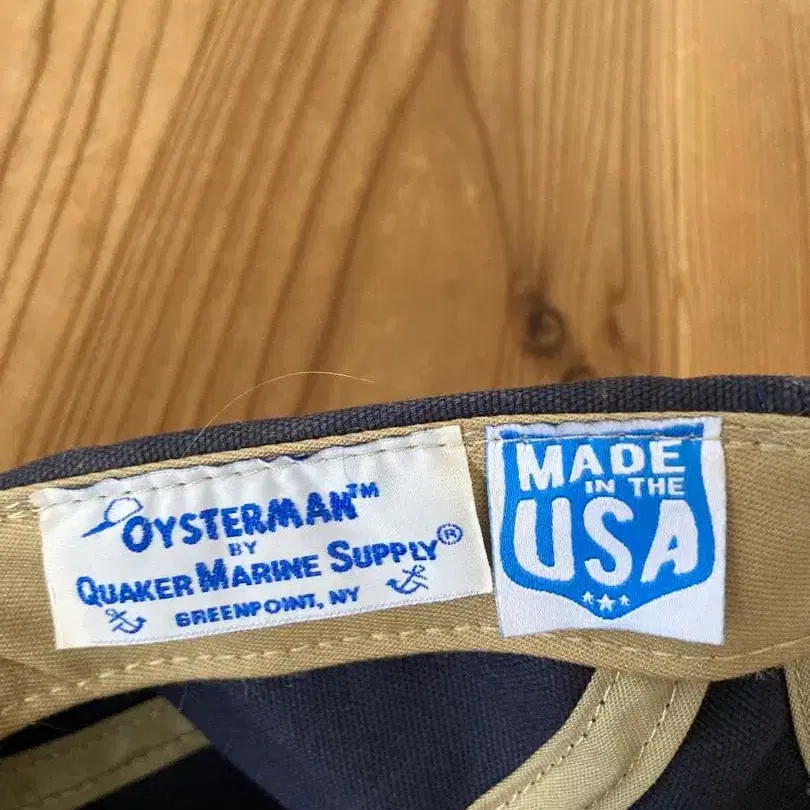 OYSTERMAN™
BY
QUAKER MARINE SUPPLY®
GREENPOINT, NY
MADE
IN THE
USA